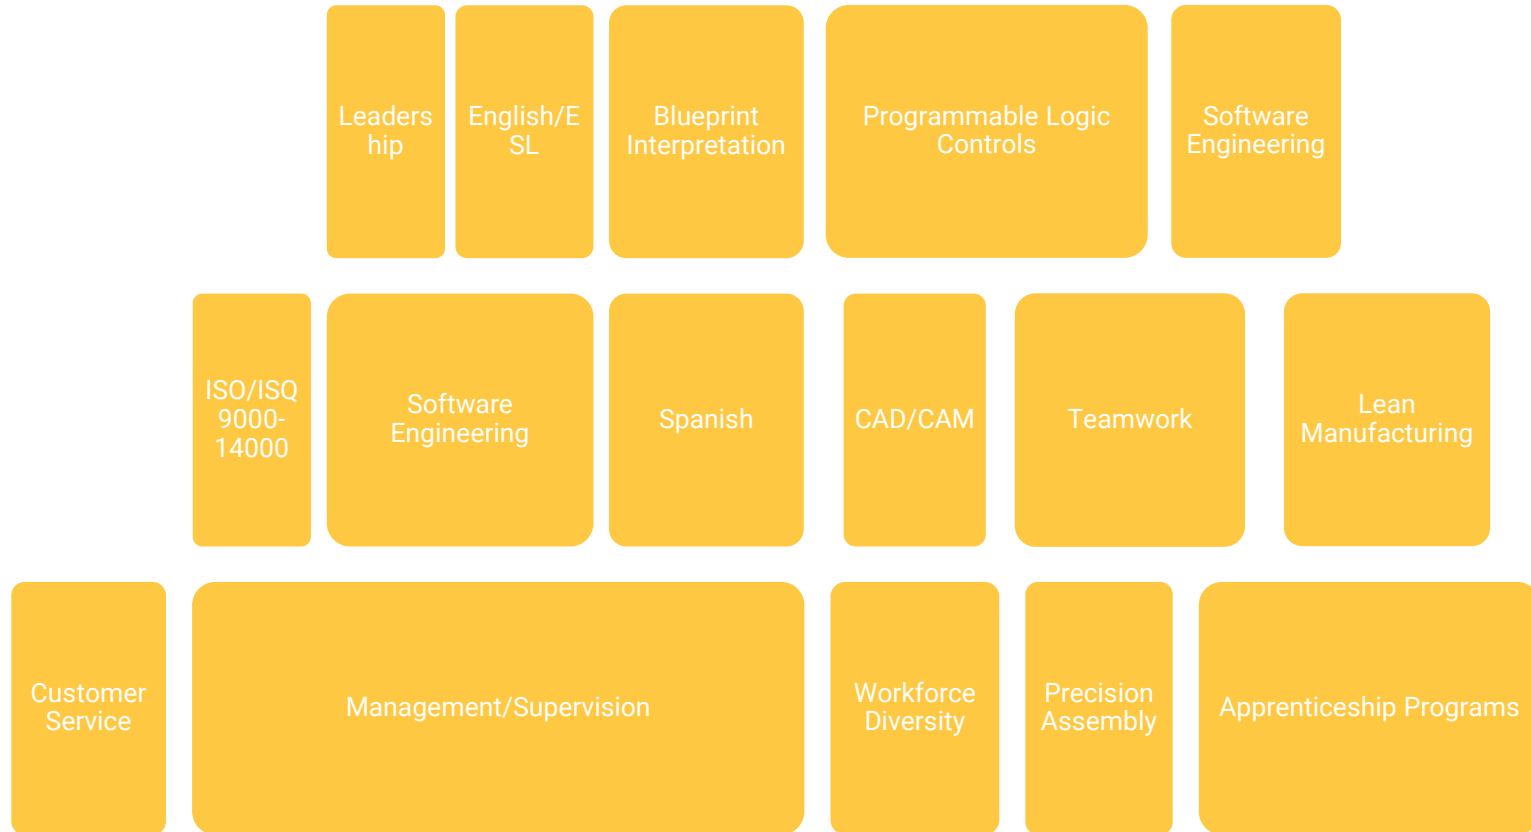 Leaders
hip
English/E
SL
Blueprint
Interpretation
Programmable Logic
Controls
Software
Engineering
ISO/ISQ
9000-
14000
Software
Engineering
Spanish
CAD/CAM
Teamwork
Lean
Manufacturing
Customer
Service
Management/Supervision
Workforce
Diversity
Precision
Assembly
Apprenticeship Programs